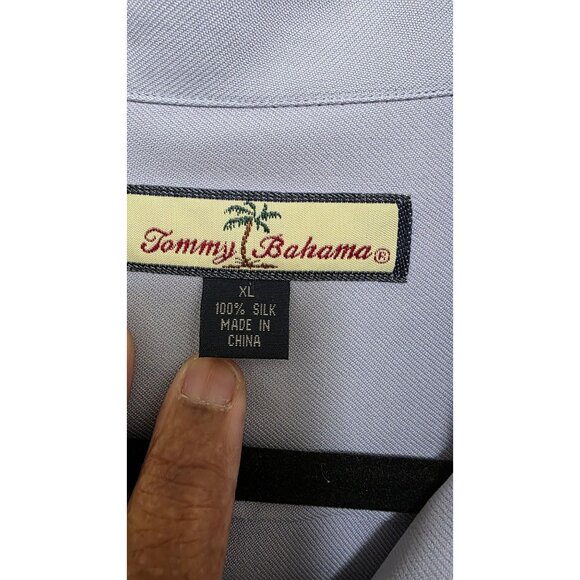 Tommy Bahama®
XL
100% SILK
MADE IN
CHINA